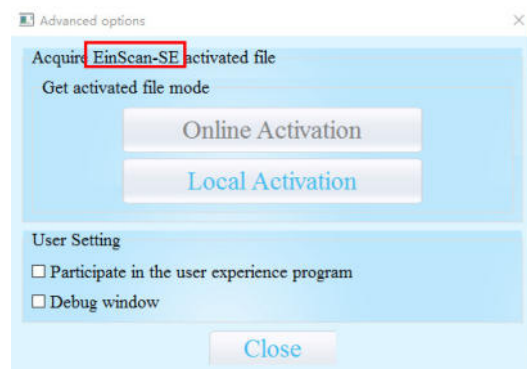 Advanced options
Acquire EinScan-SE activated file
Get activated file mode
Online Activation
Local Activation
User Setting
Participate in the user experience program
Debug window
Close